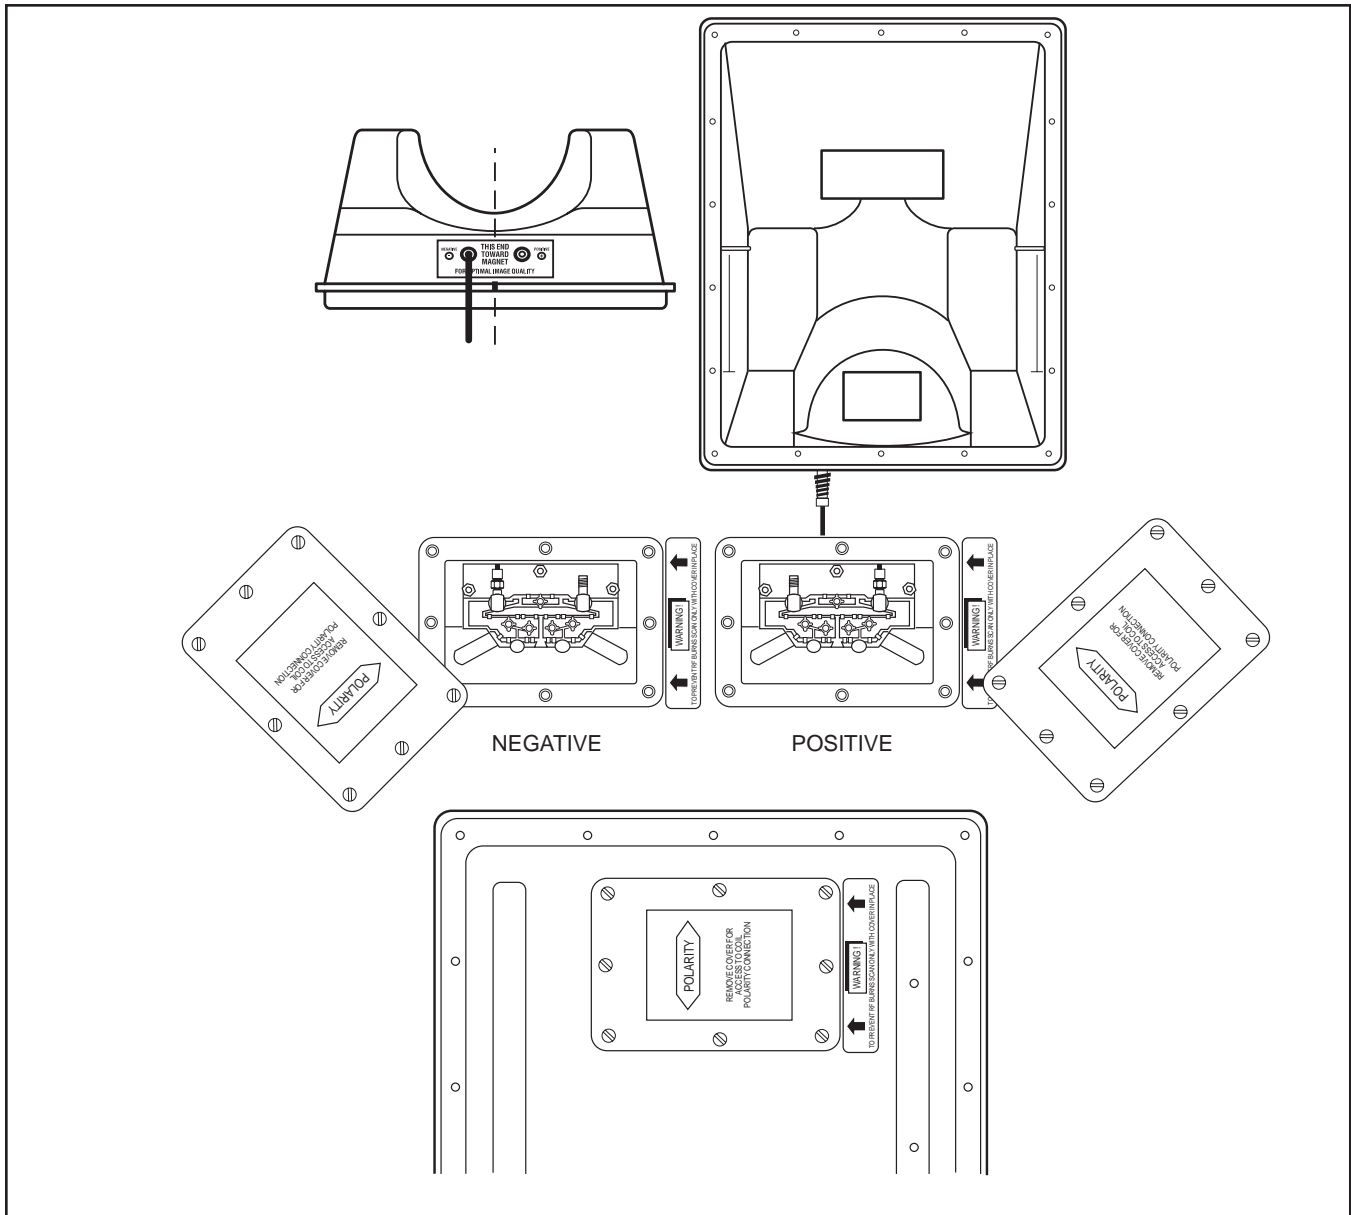 NEGATIVE
THIS END
TOWARD
MAGNET
POSITIVE
FOR OPTIMAL IMAGE QUALITY
REMOVE COVER FOR
ACCESS TO COIL
POLARITY CONNECTION
POLARITY
WARNING!
TO PREVENT RF BURNS SCAN ONLY WITH COVER IN PLACE
WARNING!
TO PREVENT RF BURNS SCAN ONLY WITH COVER IN PLACE
REMOVE COVER FOR
ACCESS TO COIL
POLARITY CONNECTION
POLARITY
NEGATIVE
POSITIVE
POLARITY
REMOVE COVER FOR
ACCESS TO COIL
POLARITY CONNECTION
WARNING!
TO PREVENT RF BURNS SCAN ONLY WITH COVER IN PLACE